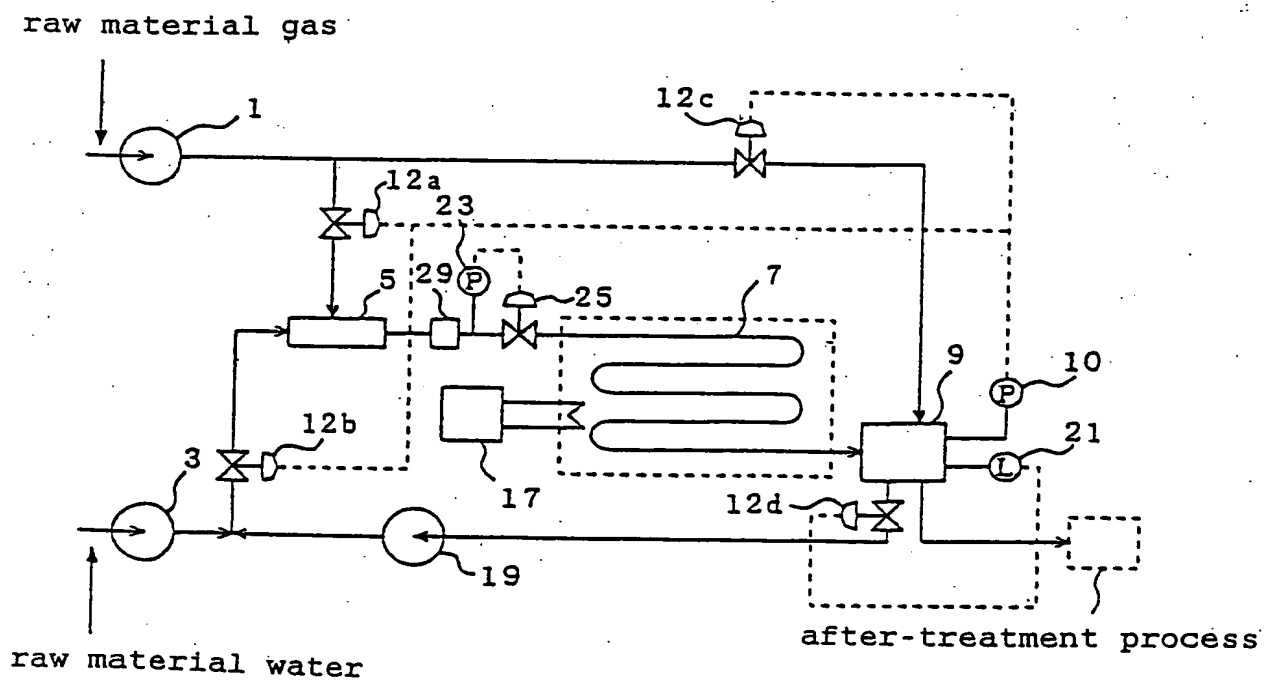 raw material gas
1
12c
12a
23
P
5
29
25
7
9
10
P
12b
21
L
3
17
12d
19
after-treatment process
raw material water